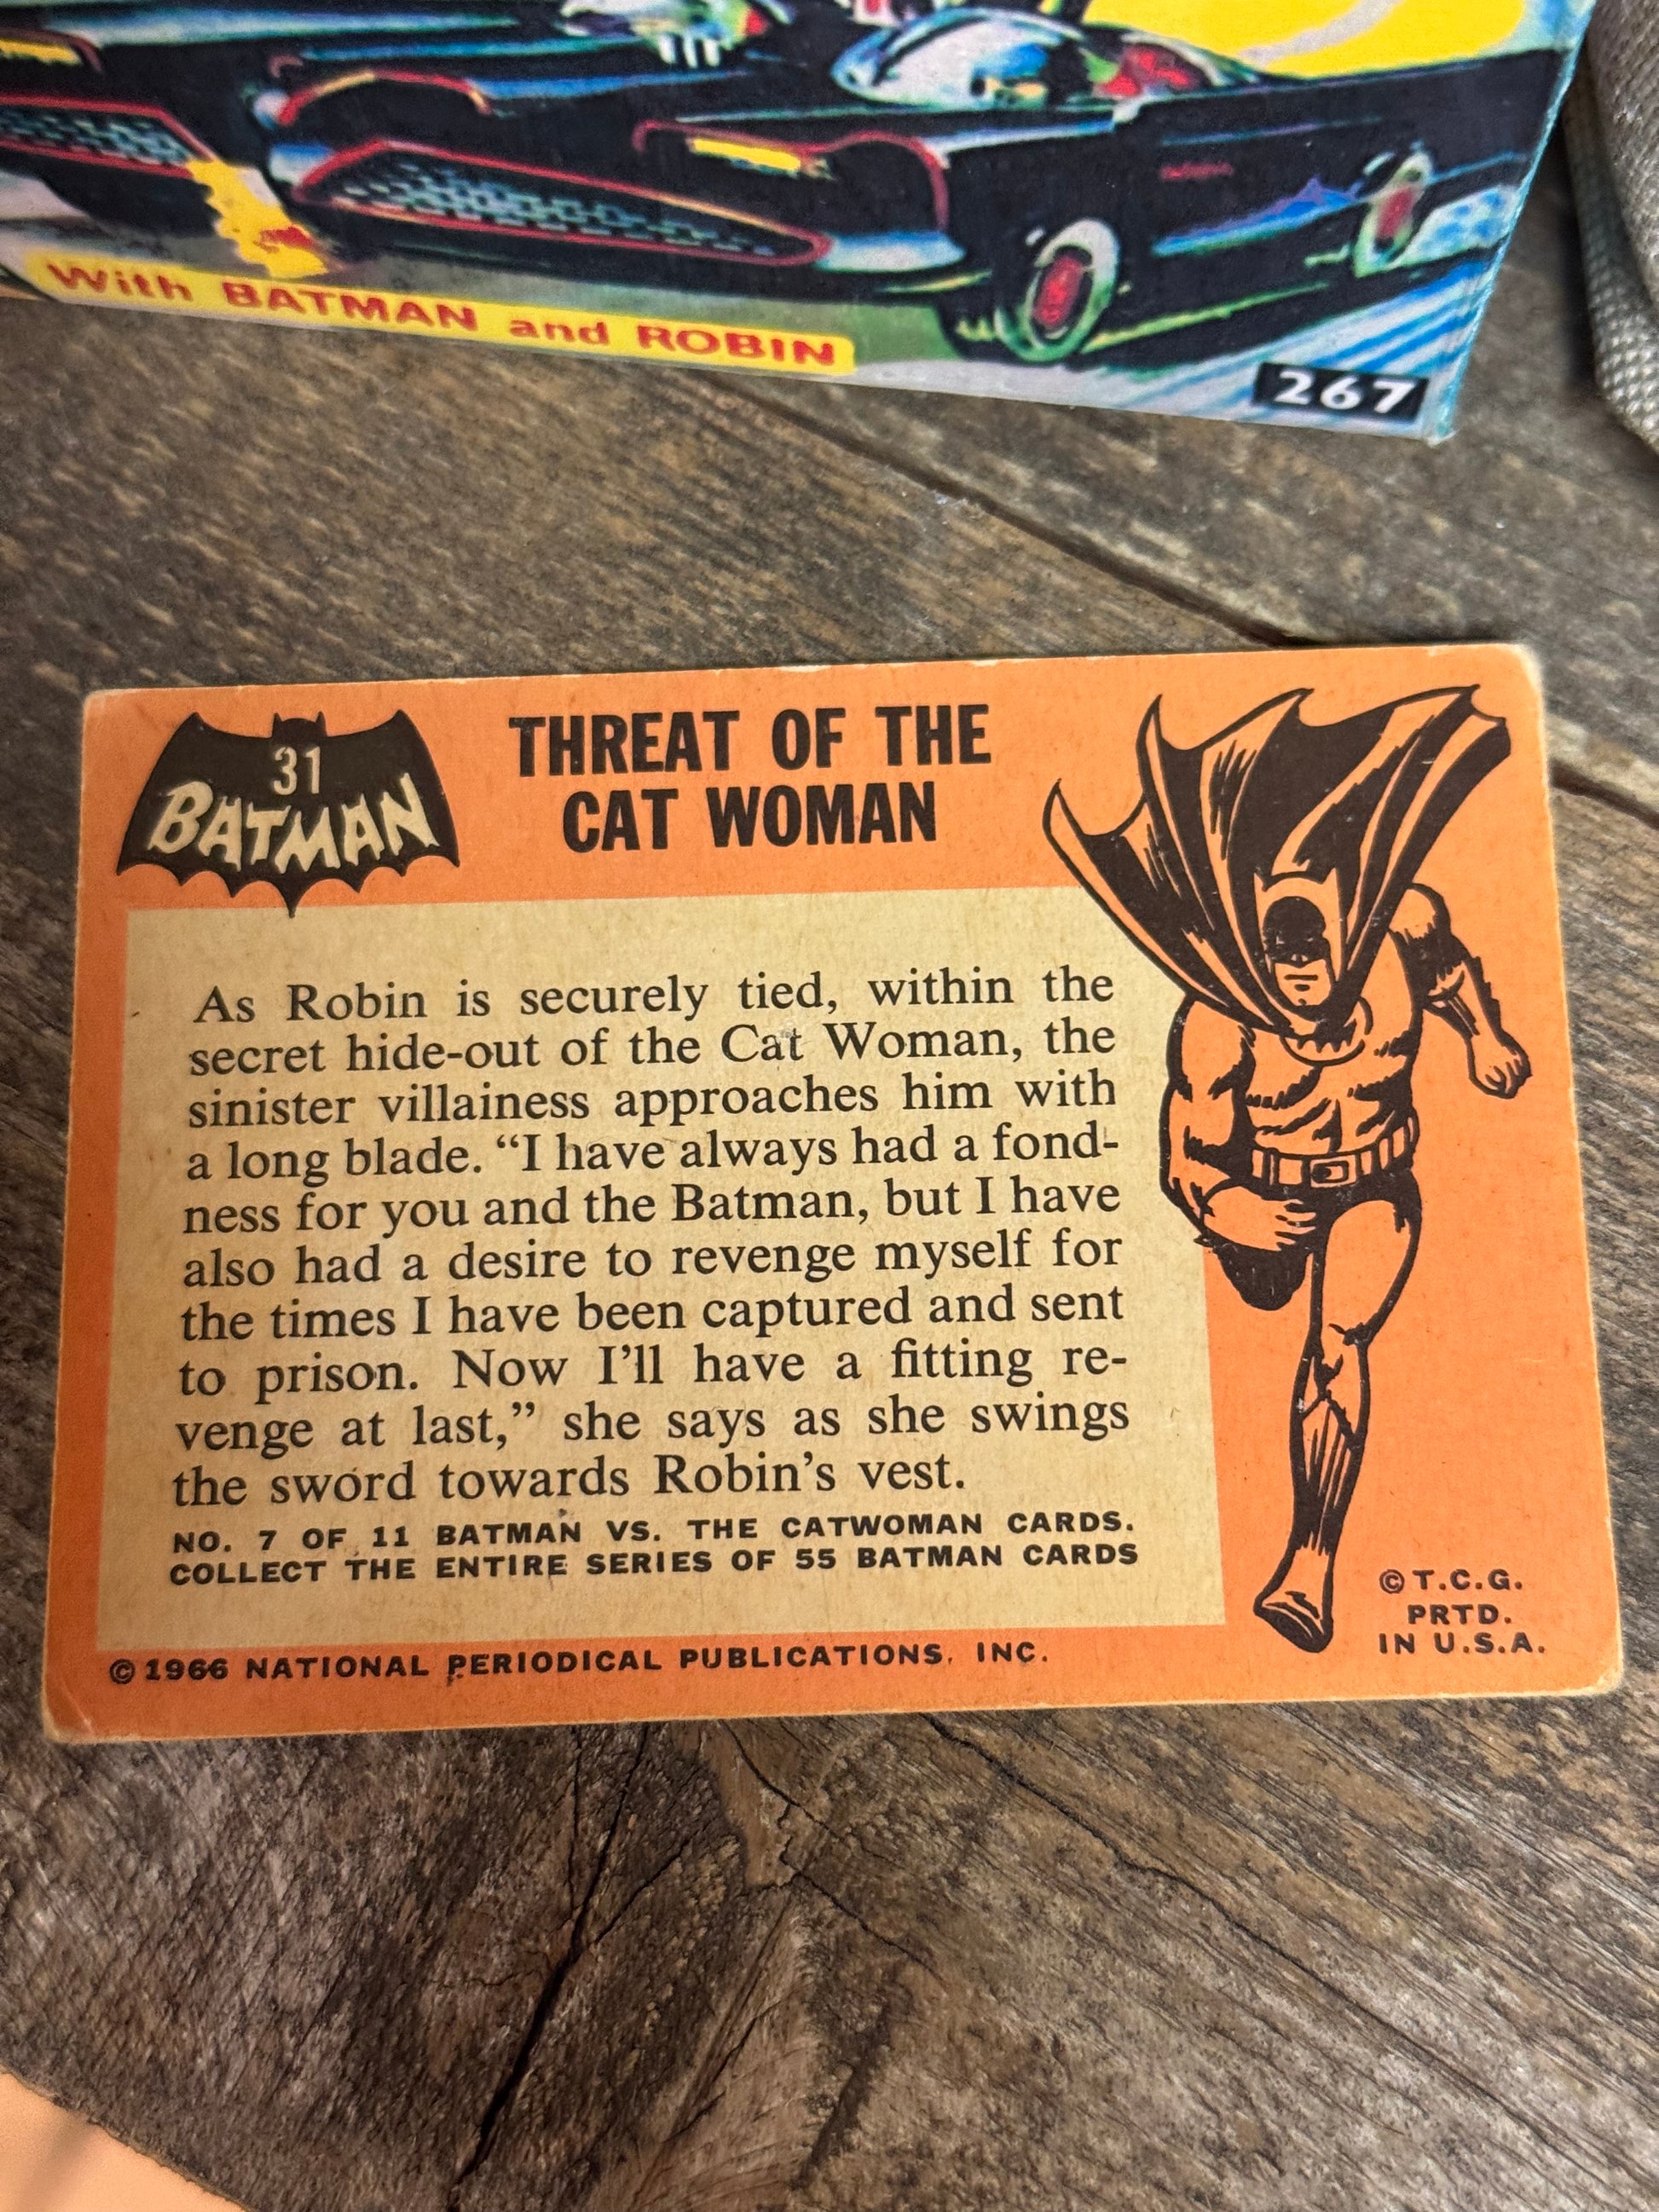 With BATMAN and ROBIN
267
31
BATMAN
THREAT OF THE
CAT WOMAN
As Robin is securely tied, within the
secret hide-out of the Cat Woman, the
sinister villainess approaches him with
a long blade. “I have always had a fond-
ness for you and the Batman, but I have
also had a desire to revenge myself for
the times I have been captured and sent
to prison. Now I’ll have a fitting re-
venge at last,” she says as she swings
the sword towards Robin’s vest.
NO. 7 OF 11 BATMAN VS. THE CATWOMAN CARDS.
COLLECT THE ENTIRE SERIES OF 55 BATMAN CARDS
© 1966 NATIONAL PERIODICAL PUBLICATIONS, INC.
© T.C.G.
PRTD.
IN U.S.A.